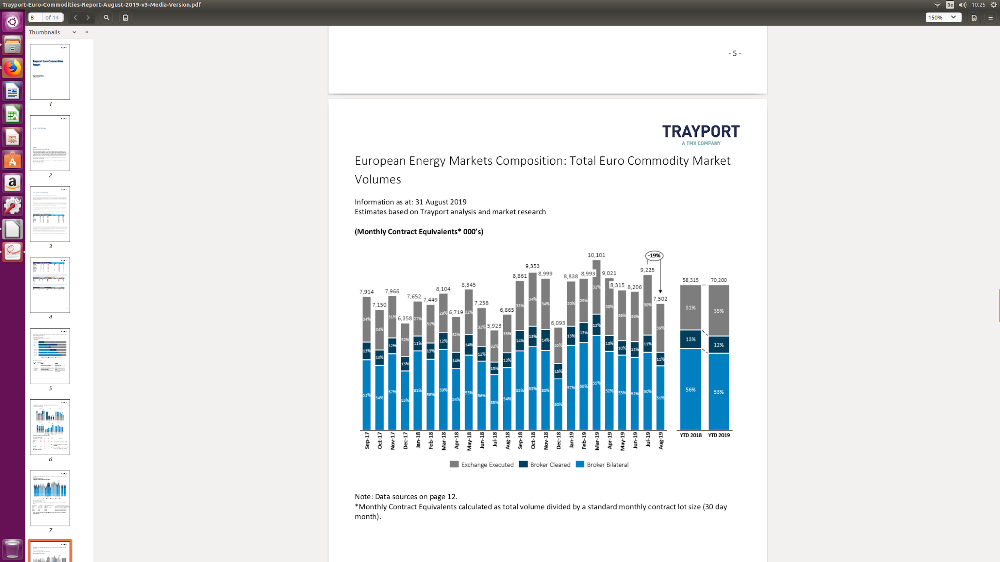 Trayport-Euro-Commodities-Report-August-2019-v3-Media-Version.pdf
Be
10:25
8 of 14
150%
Thumbnails
Trayport Euro Commodities
Report
1
2
Editorial summary
3
4
5
6
7
- 5 -
TRAYPORT
A TMX COMPANY
European Energy Markets Composition: Total Euro Commodity Market
Volumes
Information as at: 31 August 2019
Estimates based on Trayport analysis and market research
(Monthly Contract Equivalents* 000's)
7,914 7,150 7,966 6,358 7,652 7,449 8,104 6,719 8,345 7,258 5,923 6,865 8,861 9,353 8,999 6,093 8,838 8,993 10,101 9,021 8,315 8,206 9,225 7,502
-19%
58,315 70,200
34% 34% 31% 32% 27% 31% 29% 32% 32% 32% 32% 33% 33% 34% 34% 35% 30% 29% 32% 38% 36% 36% 39% 39%
31% 35%
13% 13% 12% 13% 11% 13% 12% 14% 14% 12% 13% 13% 14% 13% 14% 15% 13% 13% 13% 10% 10% 12% 11% 11%
13% 12%
53% 54% 57% 55% 61% 56% 59% 54% 53% 56% 55% 54% 53% 53% 53% 50% 57% 58% 55% 52% 53% 52% 50% 51%
56% 53%
Sep-17 Oct-17 Nov-17 Dec-17 Jan-18 Feb-18 Mar-18 Apr-18 May-18 Jun-18 Jul-18 Aug-18 Sep-18 Oct-18 Nov-18 Dec-18 Jan-19 Feb-19 Mar-19 Apr-19 May-19 Jun-19 Jul-19 Aug-19
YTD 2018 YTD 2019
Exchange Executed Broker Cleared Broker Bilateral
Note: Data sources on page 12.
*Monthly Contract Equivalents calculated as total volume divided by a standard monthly contract lot size (30 day
month).